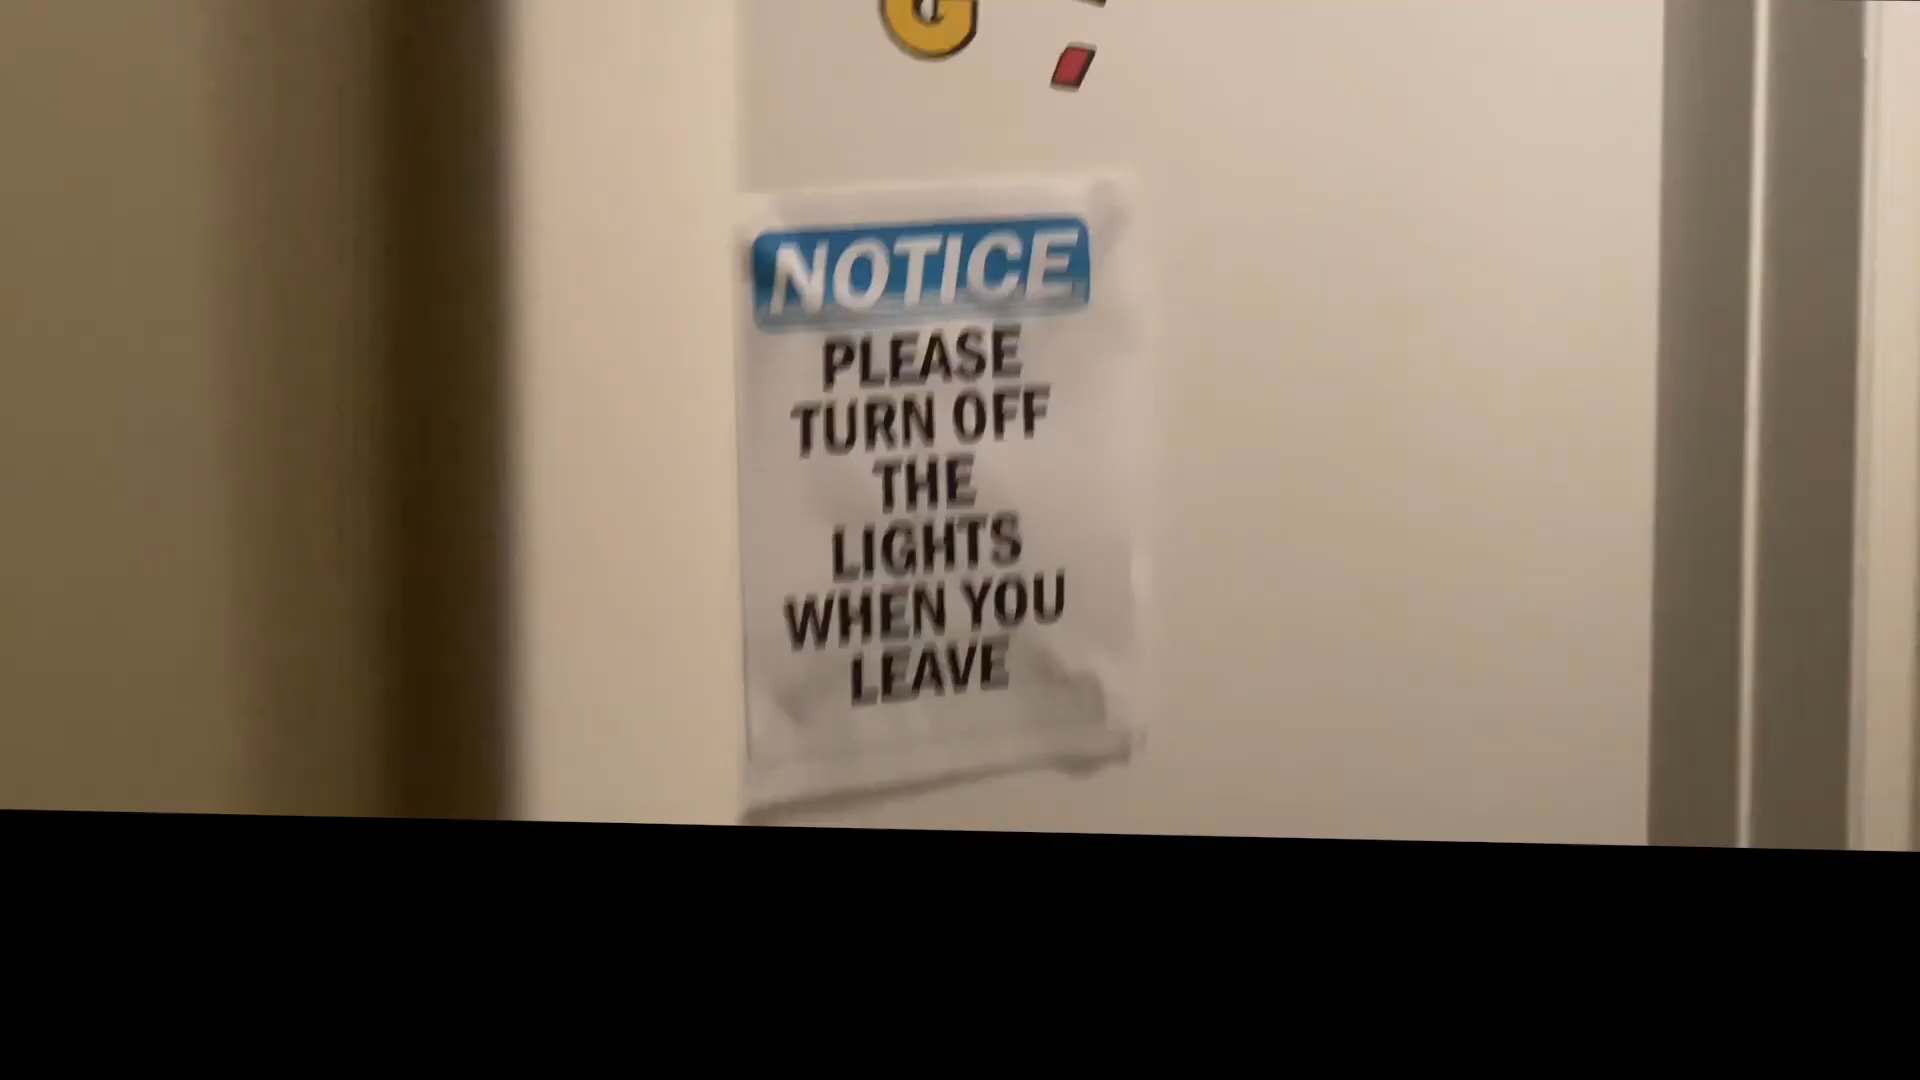 G
NOTICE
PLEASE
TURN OFF
THE
LIGHTS
WHEN YOU
LEAVE